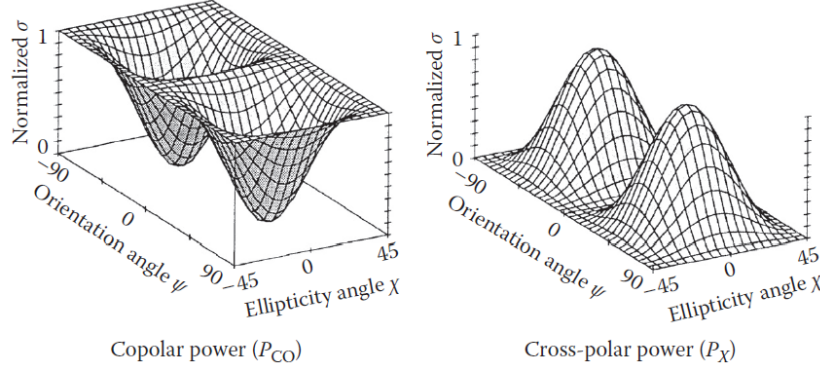 Normalized σ
1
0
−90
0
90
Orientation angle ψ
−45
0
45
Ellipticity angle χ
Copolar power (P_CO)
Normalized σ
1
0
−90
0
90
Orientation angle ψ
−45
0
45
Ellipticity angle χ
Cross-polar power (P_X)